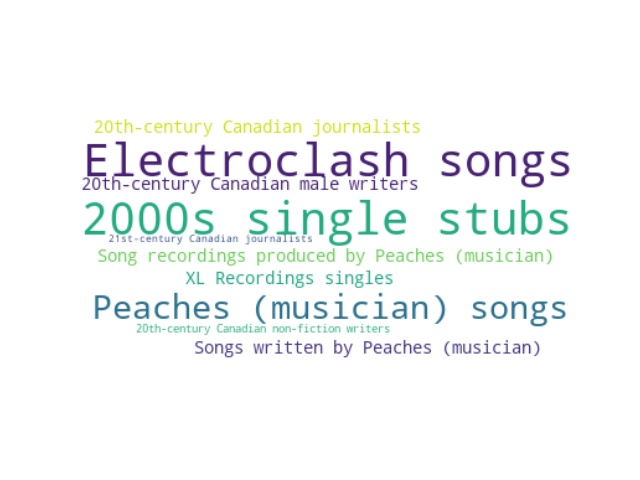 20th-century Canadian journalists
Electroclash songs
20th-century Canadian male writers
2000s single stubs
21st-century Canadian journalists
Song recordings produced by Peaches (musician)
XL Recordings singles
Peaches (musician) songs
20th-century Canadian non-fiction writers
Songs written by Peaches (musician)